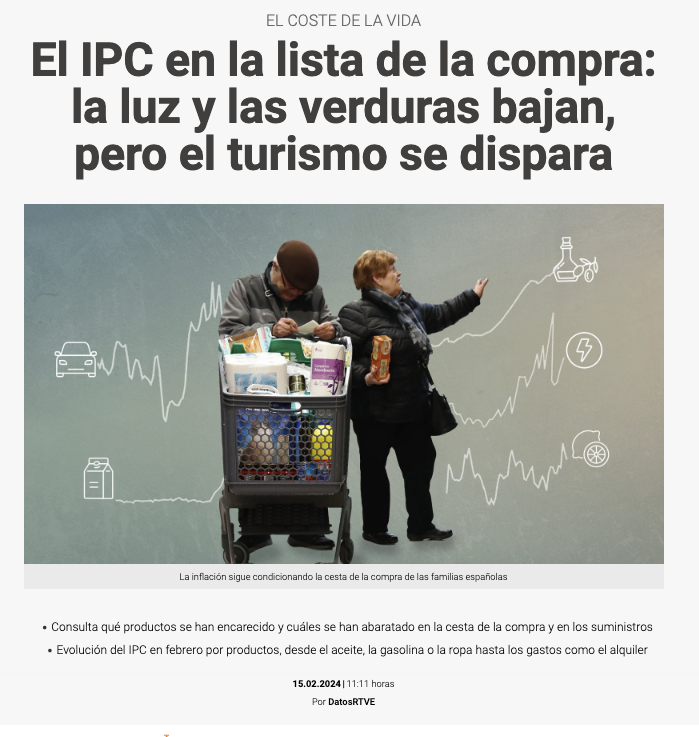 EL COSTE DE LA VIDA
El IPC en la lista de la compra:
la luz y las verduras bajan,
pero el turismo se dispara
La inflación sigue condicionando la cesta de la compra de las familias españolas
• Consulta qué productos se han encarecido y cuáles se han abaratado en la cesta de la compra y en los suministros
• Evolución del IPC en febrero por productos, desde el aceite, la gasolina o la ropa hasta los gastos como el alquiler
15.02.2024 | 11:11 horas
Por DatosRTVE